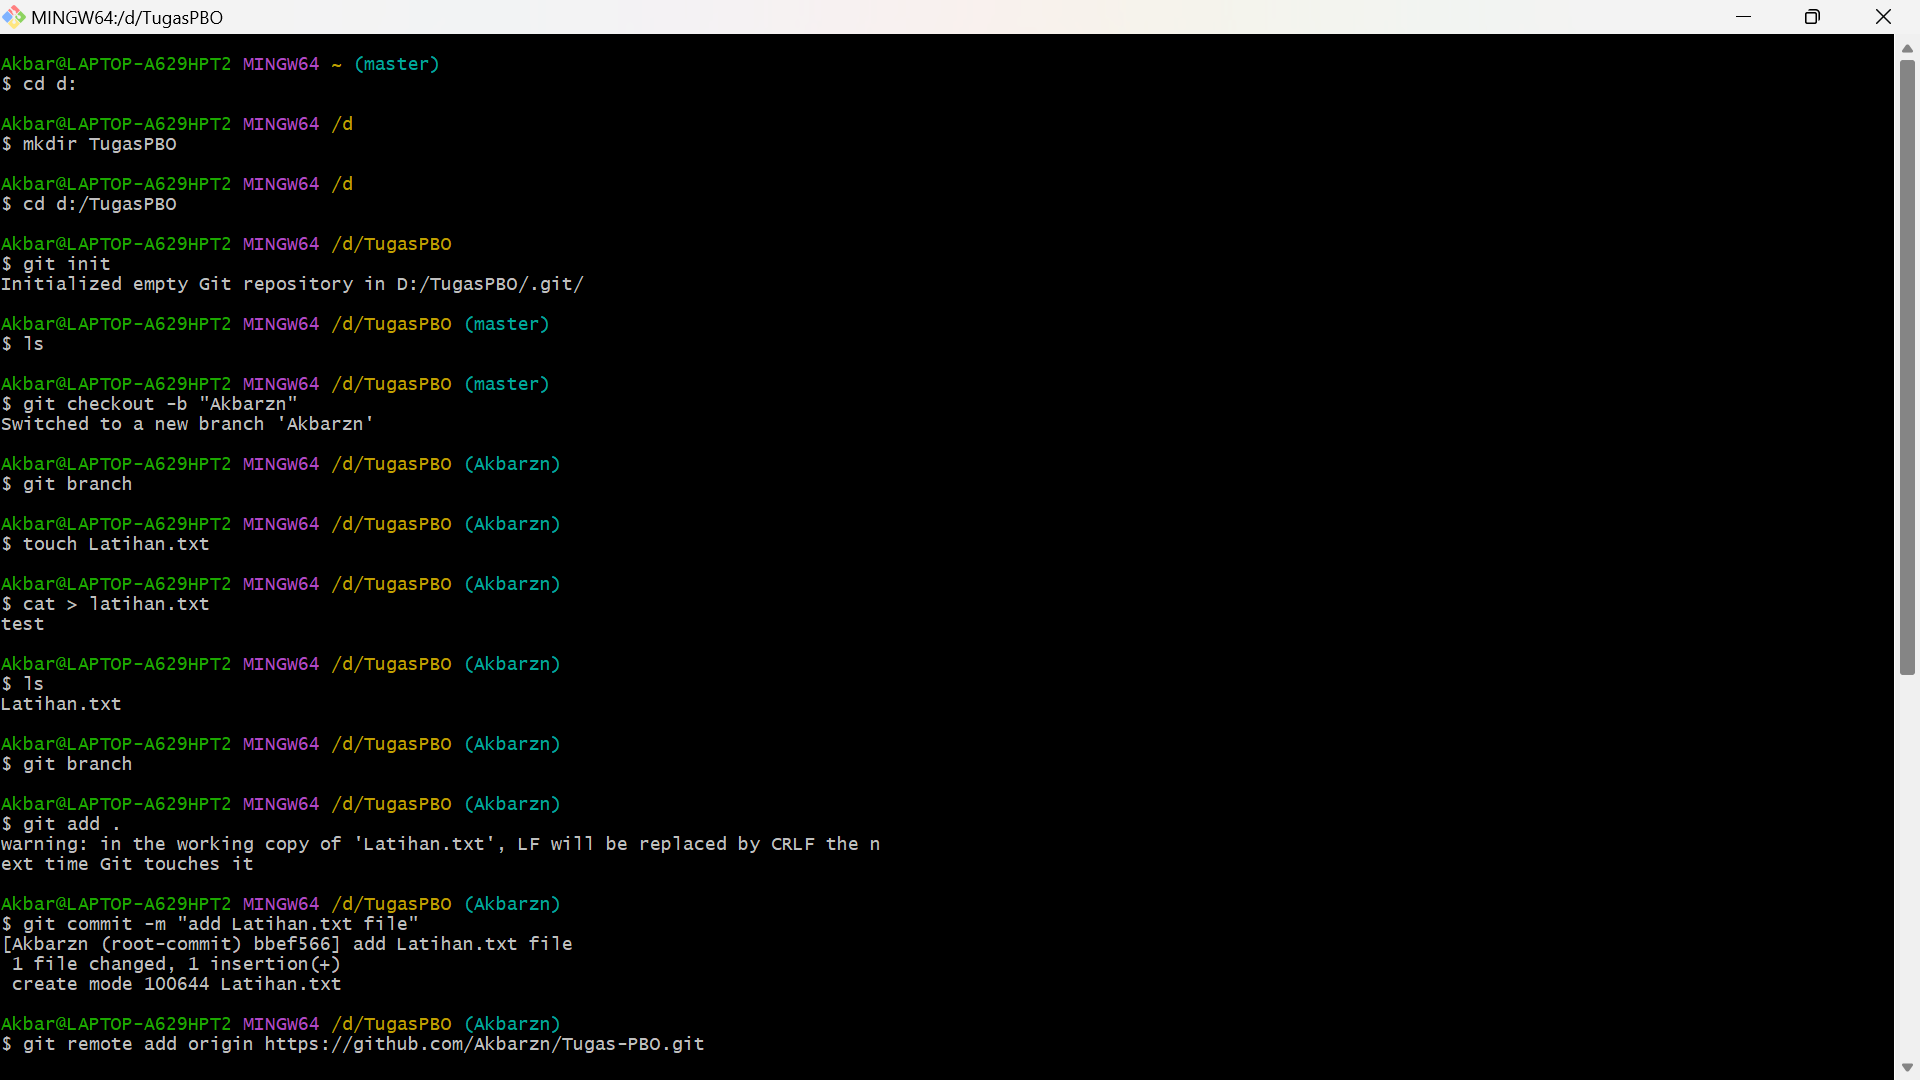 MINGW64:/d/TugasPBO
Akbar@LAPTOP-A629HPT2 MINGW64 ~ (master)
$ cd d:
Akbar@LAPTOP-A629HPT2 MINGW64 /d
$ mkdir TugasPBO
Akbar@LAPTOP-A629HPT2 MINGW64 /d
$ cd d:/TugasPBO
Akbar@LAPTOP-A629HPT2 MINGW64 /d/TugasPBO
$ git init
Initialized empty Git repository in D:/TugasPBO/.git/
Akbar@LAPTOP-A629HPT2 MINGW64 /d/TugasPBO (master)
$ ls
Akbar@LAPTOP-A629HPT2 MINGW64 /d/TugasPBO (master)
$ git checkout -b "Akbarzn"
Switched to a new branch 'Akbarzn'
Akbar@LAPTOP-A629HPT2 MINGW64 /d/TugasPBO (Akbarzn)
$ git branch
Akbar@LAPTOP-A629HPT2 MINGW64 /d/TugasPBO (Akbarzn)
$ touch Latihan.txt
Akbar@LAPTOP-A629HPT2 MINGW64 /d/TugasPBO (Akbarzn)
$ cat > latihan.txt
test
Akbar@LAPTOP-A629HPT2 MINGW64 /d/TugasPBO (Akbarzn)
$ ls
Latihan.txt
Akbar@LAPTOP-A629HPT2 MINGW64 /d/TugasPBO (Akbarzn)
$ git branch
Akbar@LAPTOP-A629HPT2 MINGW64 /d/TugasPBO (Akbarzn)
$ git add .
warning: in the working copy of 'Latihan.txt', LF will be replaced by CRLF the n
ext time Git touches it
Akbar@LAPTOP-A629HPT2 MINGW64 /d/TugasPBO (Akbarzn)
$ git commit -m "add Latihan.txt file"
[Akbarzn (root-commit) bbef566] add Latihan.txt file
 1 file changed, 1 insertion(+)
 create mode 100644 Latihan.txt
Akbar@LAPTOP-A629HPT2 MINGW64 /d/TugasPBO (Akbarzn)
$ git remote add origin https://github.com/Akbarzn/Tugas-PBO.git